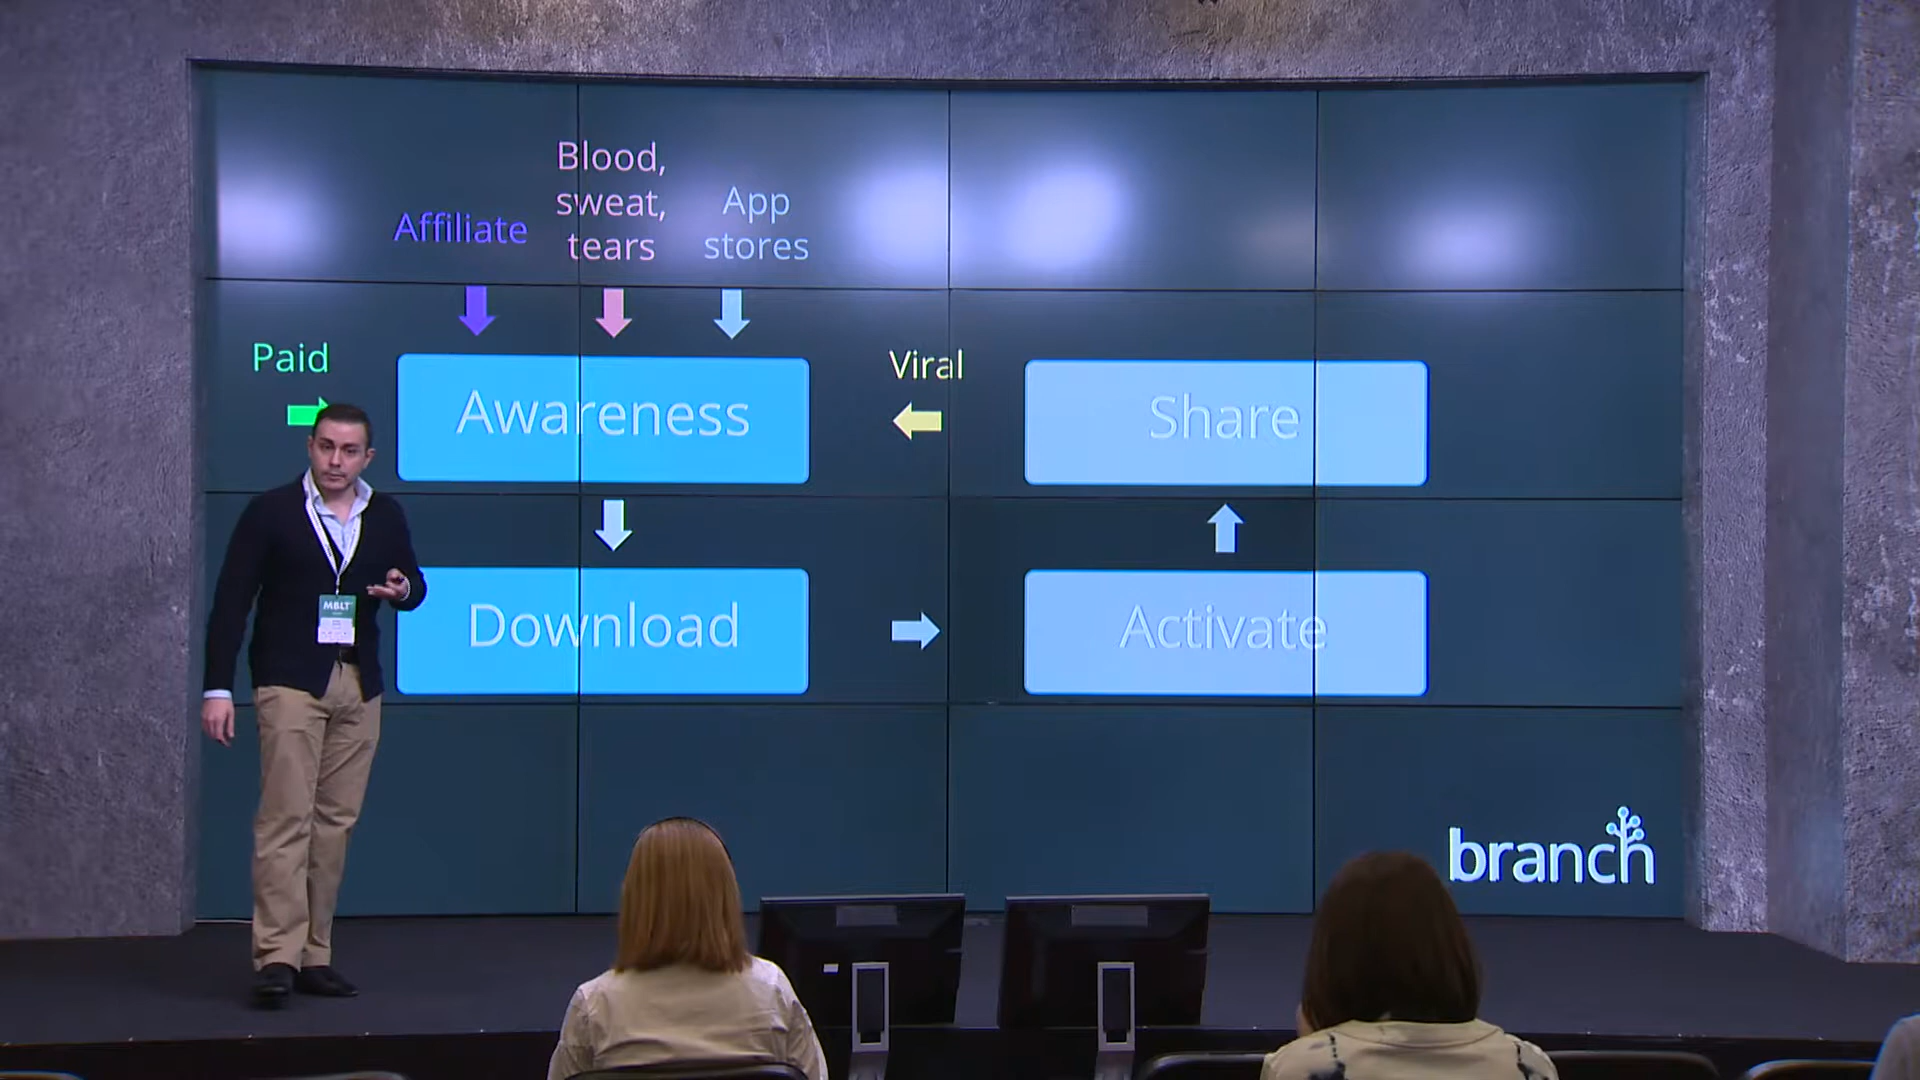 Blood,
sweat,
tears
Affiliate
App
stores
Paid
Awareness
Viral
Share
Download
Activate
MBLT
branch